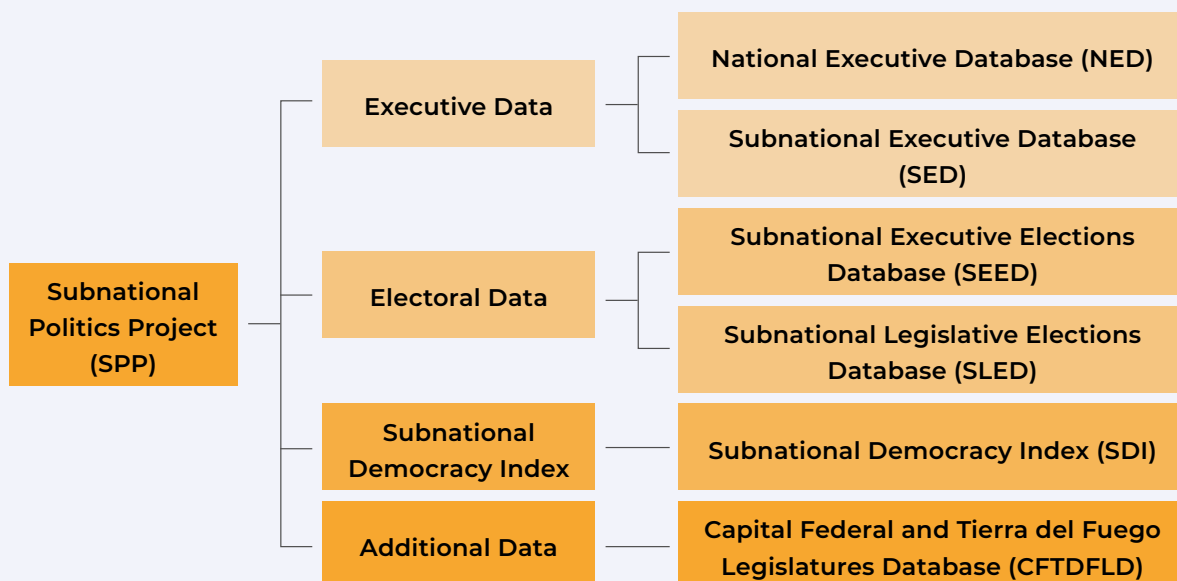 Subnational
Politics Project
(SPP)
Executive Data
National Executive Database (NED)
Subnational Executive Database
(SED)
Electoral Data
Subnational Executive Elections
Database (SEED)
Subnational Legislative Elections
Database (SLED)
Subnational
Democracy Index
Subnational Democracy Index (SDI)
Additional Data
Capital Federal and Tierra del Fuego
Legislatures Database (CFTDFLD)